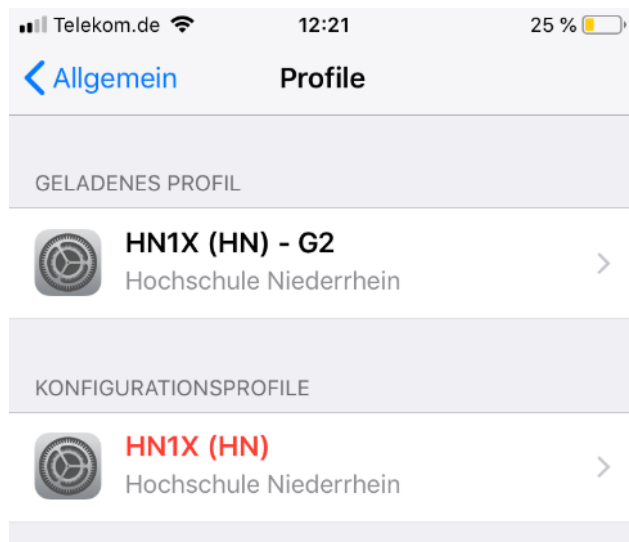 Telekom.de 12:21 25 %
Allgemein Profile
GELADENES PROFIL
HN1X (HN) - G2
Hochschule Niederrhein
KONFIGURATIONSPROFILE
HN1X (HN)
Hochschule Niederrhein